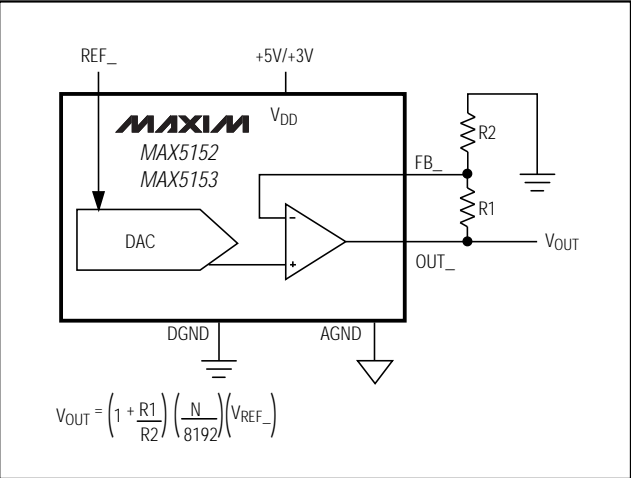 REF_
+5V/+3V
MAXIM
VDD
MAX5152
MAX5153
R2
FB_
R1
DAC
−
+
VOUT
OUT_
DGND
AGND
VOUT = (1 + R1/R2) (N/8192) (VREF_)